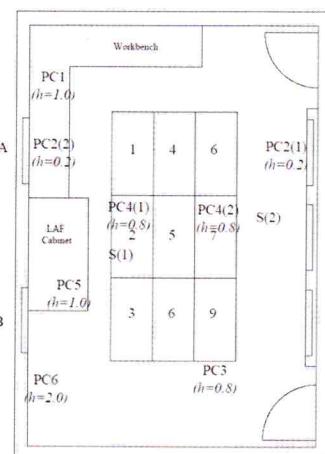 Workbench
PC1
(h=1.0)
A
PC2(2)
(h=0.2)
1
4
6
PC2(1)
(h=0.2)
PC4(1)
(h=0.8)
PC4(2)
(h=0.8)
S(2)
LAF
Cabinet
2
5
7
S(1)
PC5
(h=1.0)
B
3
6
9
PC6
(h=2.0)
PC3
(h=0.8)